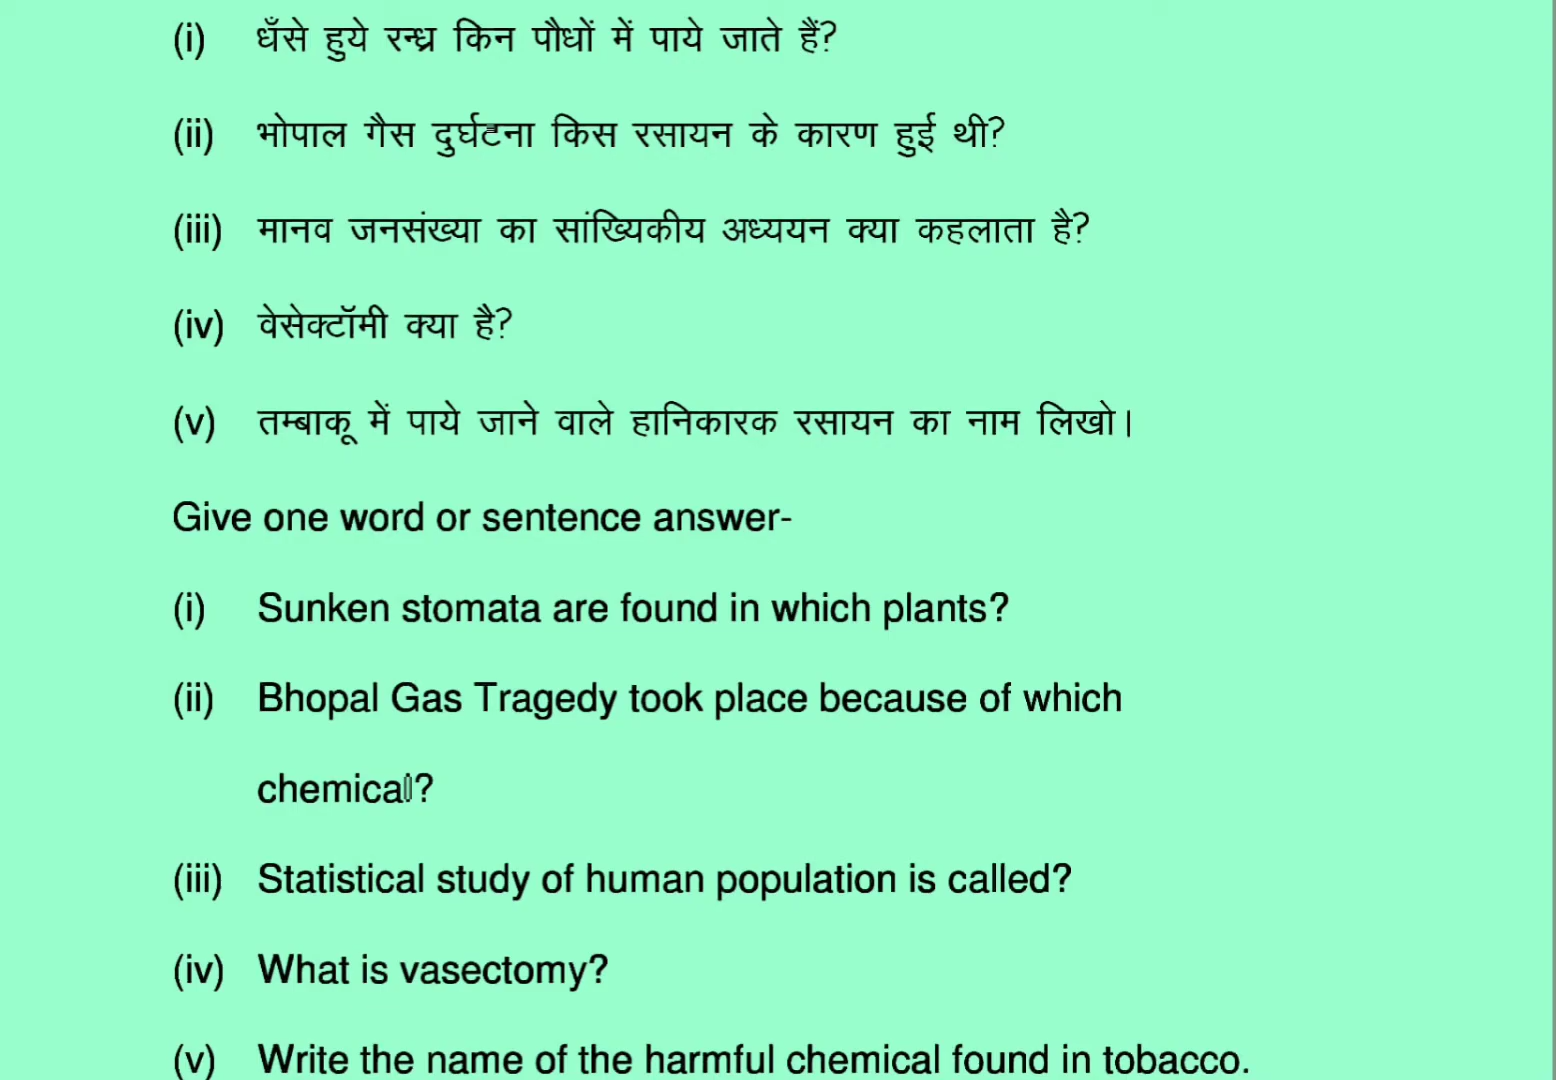 (i) धँसे हुये रन्ध्र किन पौधों में पाये जाते हैं?
(ii) भोपाल गैस दुर्घटना किस रसायन के कारण हुई थी?
(iii) मानव जनसंख्या का सांख्यिकीय अध्ययन क्या कहलाता है?
(iv) वेसेक्टॉमी क्या है?
(v) तम्बाकू में पाये जाने वाले हानिकारक रसायन का नाम लिखो।
Give one word or sentence answer-
(i) Sunken stomata are found in which plants?
(ii) Bhopal Gas Tragedy took place because of which
chemical?
(iii) Statistical study of human population is called?
(iv) What is vasectomy?
(v) Write the name of the harmful chemical found in tobacco.